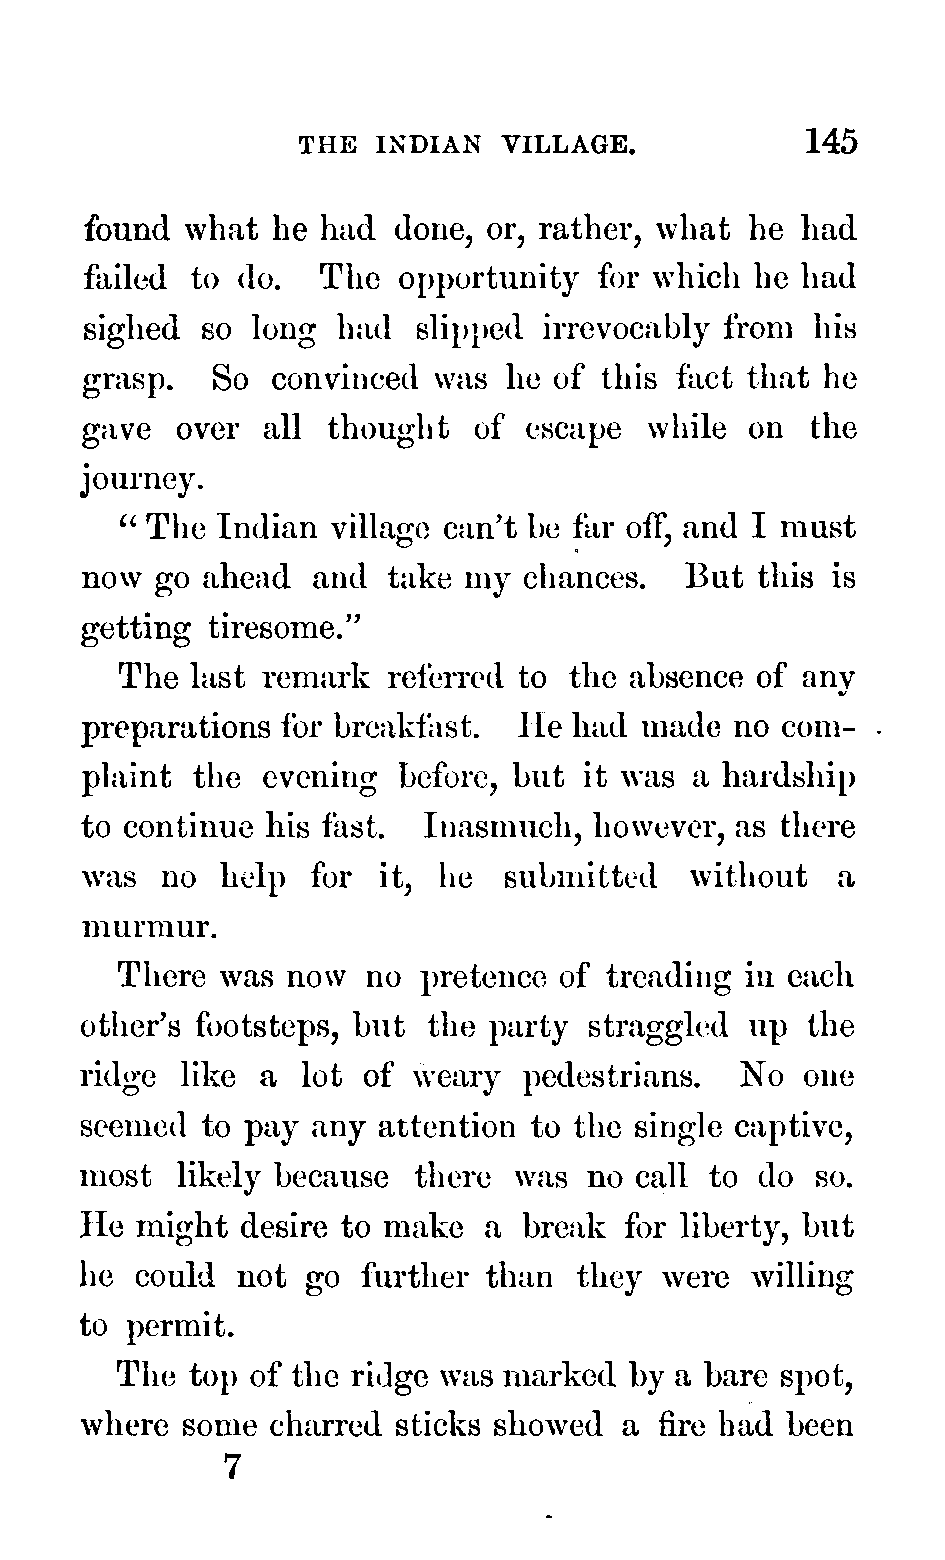 THE INDIAN VILLAGE. 145
found what he had done, or, rather, what he had
failed to do. The opportunity for which he had
sighed so long had slipped irrevocably from his
grasp. So convinced was he of this fact that he
gave over all thought of escape while on the
journey.
“The Indian village can’t be far off, and I must
now go ahead and take my chances. But this is
getting tiresome.”
The last remark referred to the absence of any
preparations for breakfast. He had made no com-
plaint the evening before, but it was a hardship
to continue his fast. Inasmuch, however, as there
was no help for it, he submitted without a
murmur.
There was now no pretence of treading in each
other’s footsteps, but the party straggled up the
ridge like a lot of weary pedestrians. No one
seemed to pay any attention to the single captive,
most likely because there was no call to do so.
He might desire to make a break for liberty, but
he could not go further than they were willing
to permit.
The top of the ridge was marked by a bare spot,
where some charred sticks showed a fire had been
7